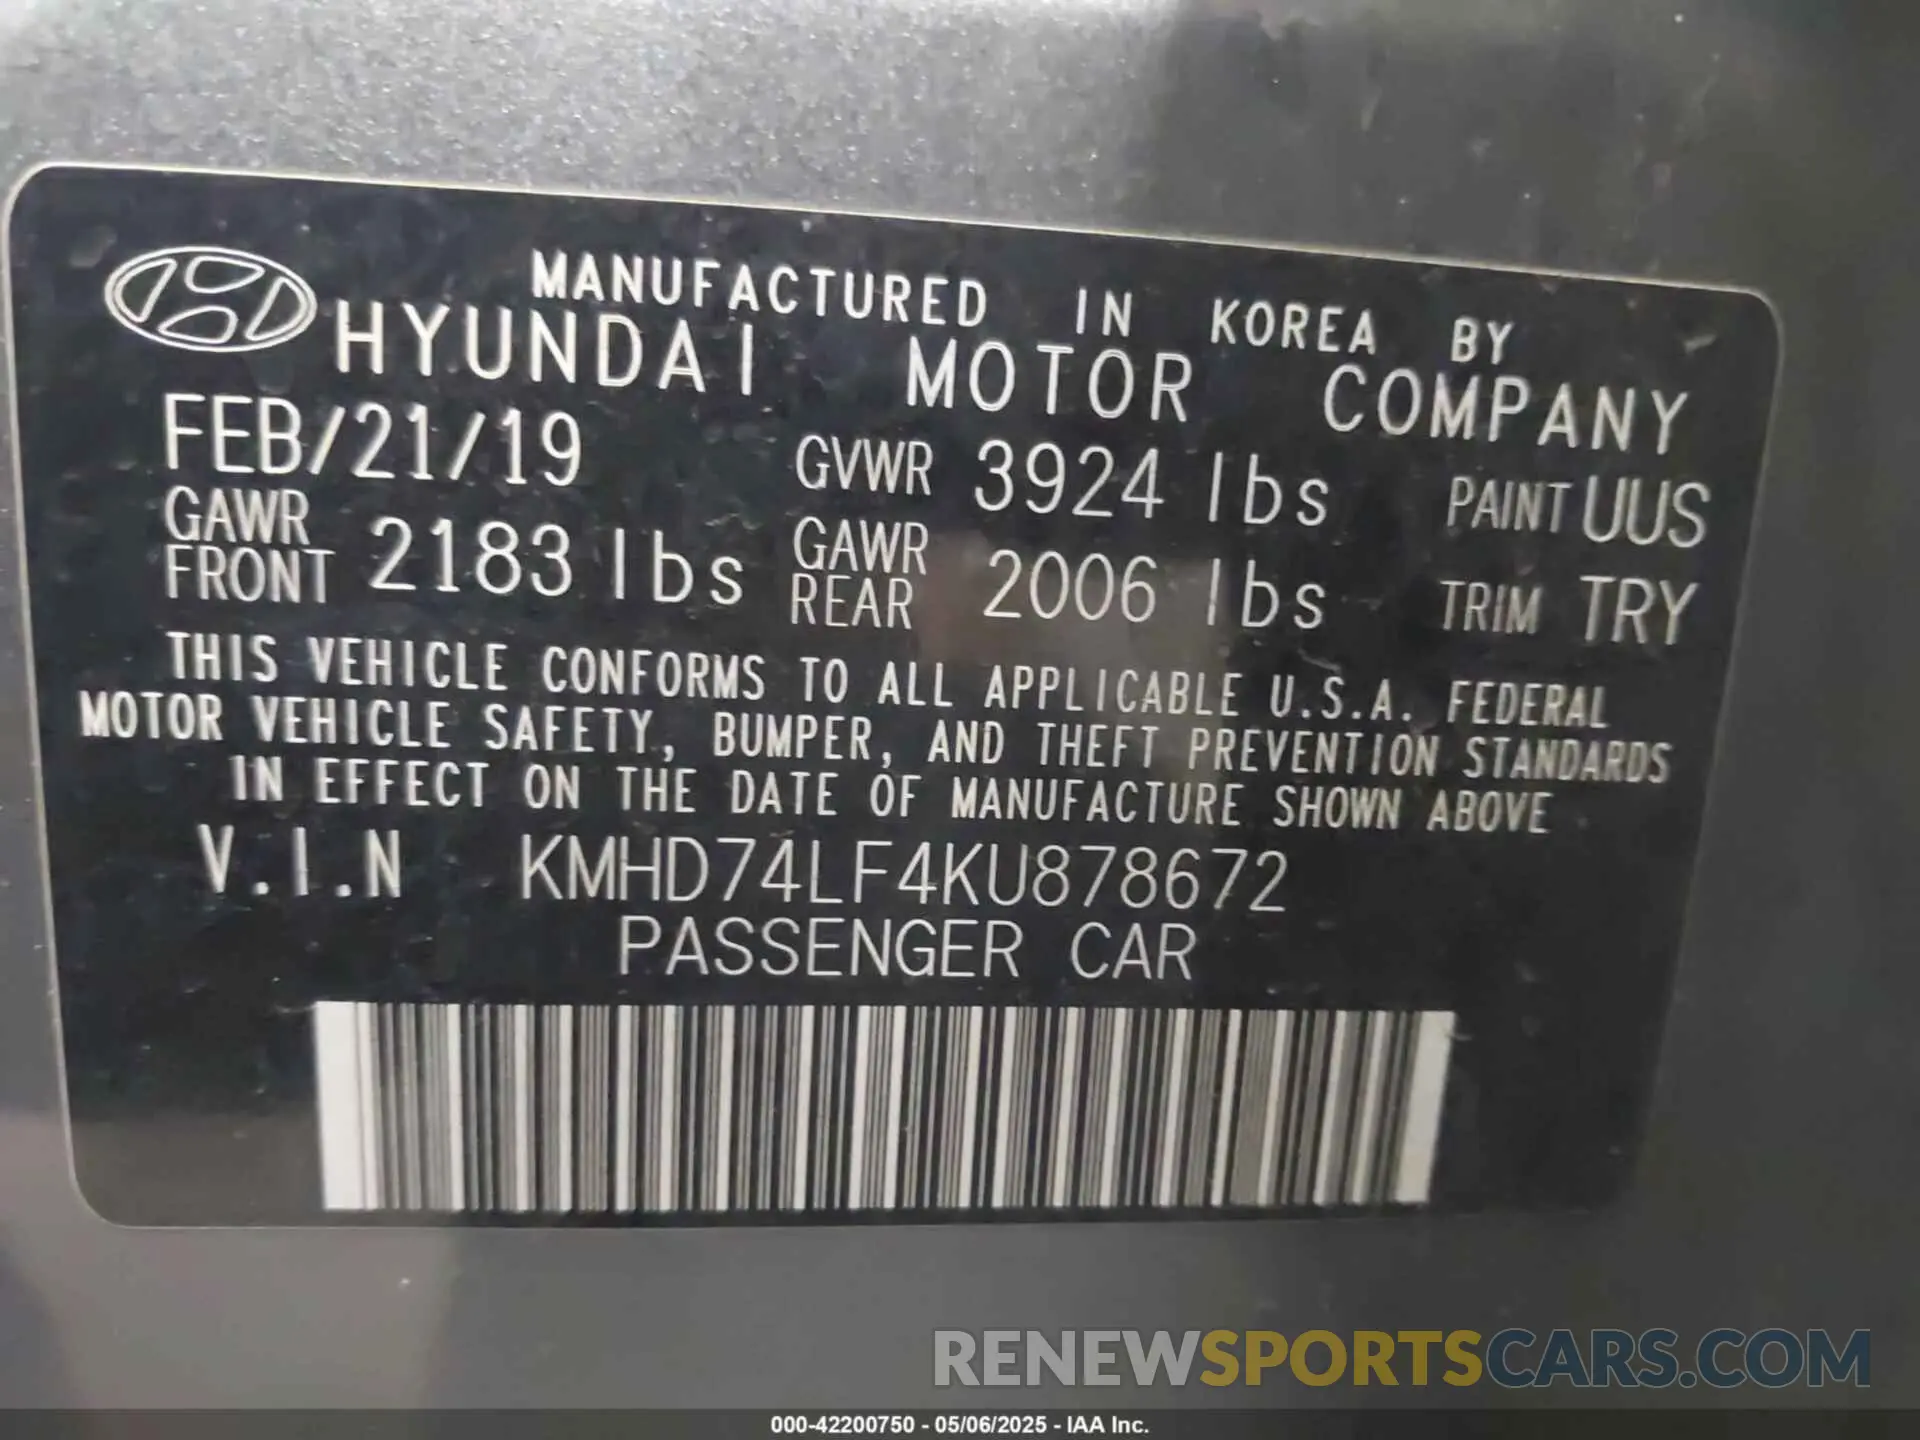 MANUFACTURED IN KOREA BY
HYUNDAI MOTOR COMPANY
FEB/21/19 GVWR 3924 lbs PAINT UUS
GAWR FRONT 2183 lbs GAWR REAR 2006 lbs TRIM TRY
THIS VEHICLE CONFORMS TO ALL APPLICABLE U.S.A. FEDERAL
MOTOR VEHICLE SAFETY, BUMPER, AND THEFT PREVENTION STANDARDS
IN EFFECT ON THE DATE OF MANUFACTURE SHOWN ABOVE
V.I.N KMHD74LF4KU878672
PASSENGER CAR
RENEWSPORTSCARS.COM
000-42200750 - 05/06/2025 - IAA Inc.